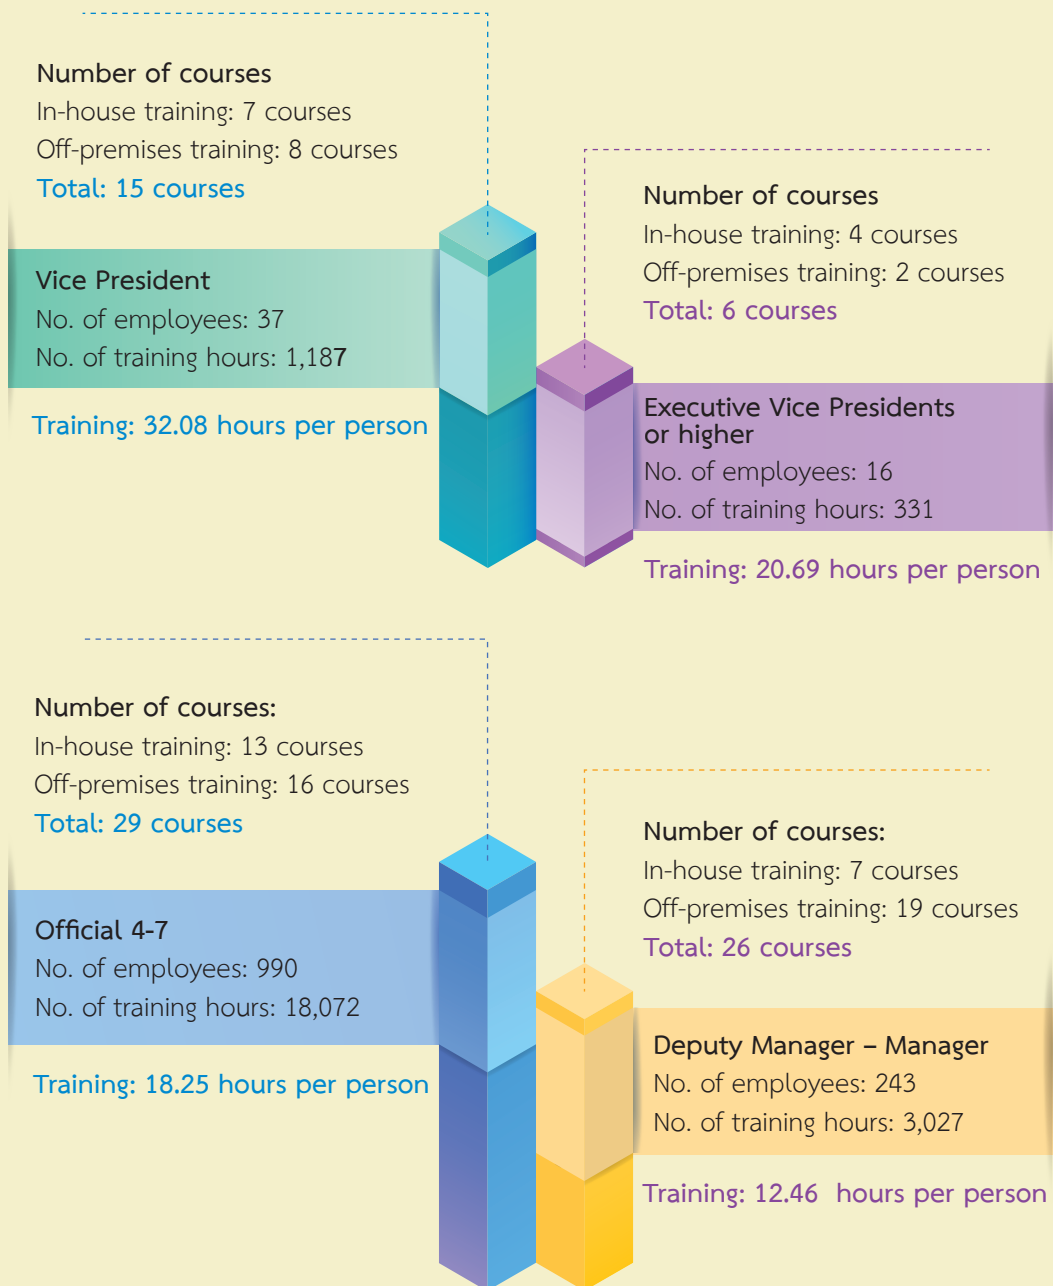 Number of courses
In-house training: 7 courses
Off-premises training: 8 courses
Total: 15 courses
Vice President
No. of employees: 37
No. of training hours: 1,187
Training: 32.08 hours per person
Number of courses
In-house training: 4 courses
Off-premises training: 2 courses
Total: 6 courses
Executive Vice Presidents
or higher
No. of employees: 16
No. of training hours: 331
Training: 20.69 hours per person
Number of courses:
In-house training: 13 courses
Off-premises training: 16 courses
Total: 29 courses
Official 4-7
No. of employees: 990
No. of training hours: 18,072
Training: 18.25 hours per person
Number of courses:
In-house training: 7 courses
Off-premises training: 19 courses
Total: 26 courses
Deputy Manager – Manager
No. of employees: 243
No. of training hours: 3,027
Training: 12.46 hours per person